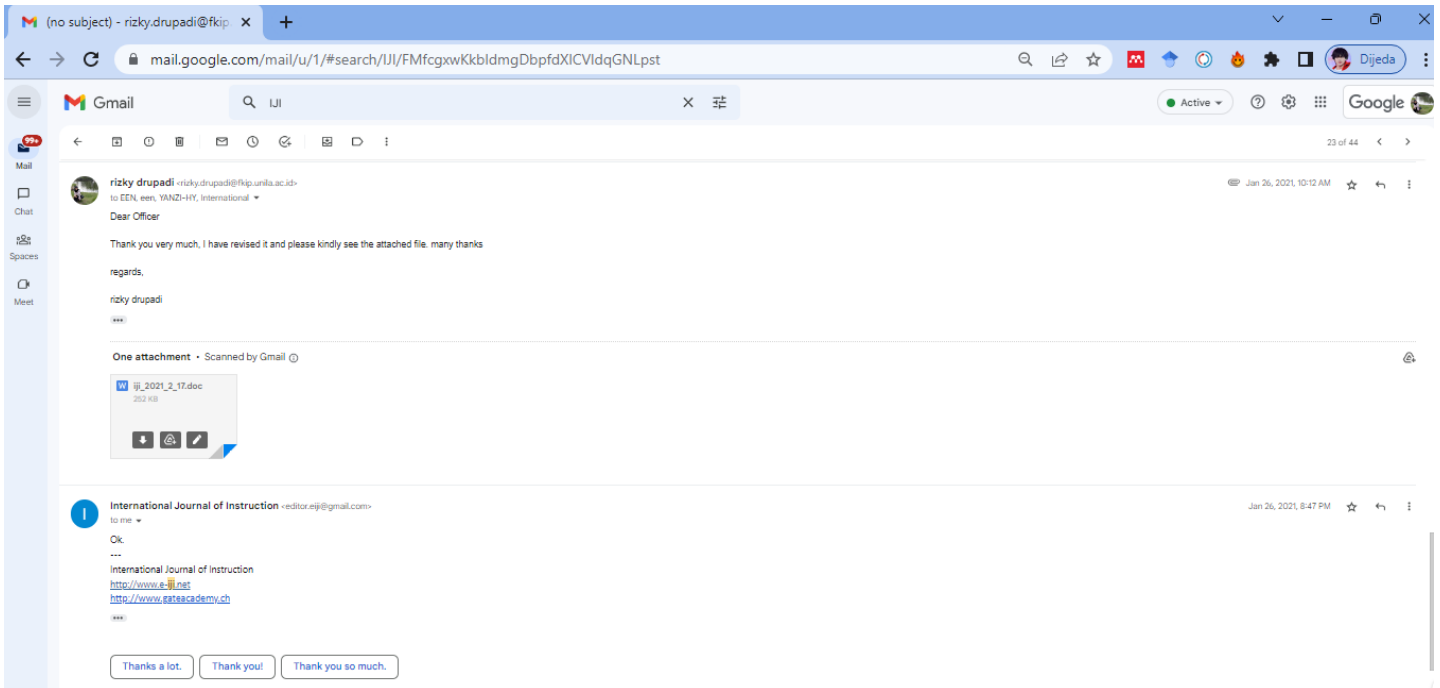 (no subject) - rizky.drupadi@fkip
mail.google.com/mail/u/1/#search/IJI/FMfcgxwKkbldmgDbpfdXlCVldqGNLpst
Dijeda
Gmail
IJI
Active
Google
99+
Mail
Chat
Spaces
Meet
23 of 44
rizky drupadi <rizky.drupadi@fkip.unila.ac.id>
Jan 26, 2021, 10:12 AM
to EEN, een, YANZI-HY, International
Dear Officer
Thank you very much, I have revised it and please kindly see the attached file. many thanks
regards,
rizky drupadi
One attachment • Scanned by Gmail
W iji_2021_2_17.doc
252 KB
I
International Journal of Instruction <editor.eiji@gmail.com>
Jan 26, 2021, 8:47 PM
to me
Ok.
---
International Journal of Instruction
http://www.e-iji.net
http://www.gateacademy.ch
Thanks a lot.
Thank you!
Thank you so much.